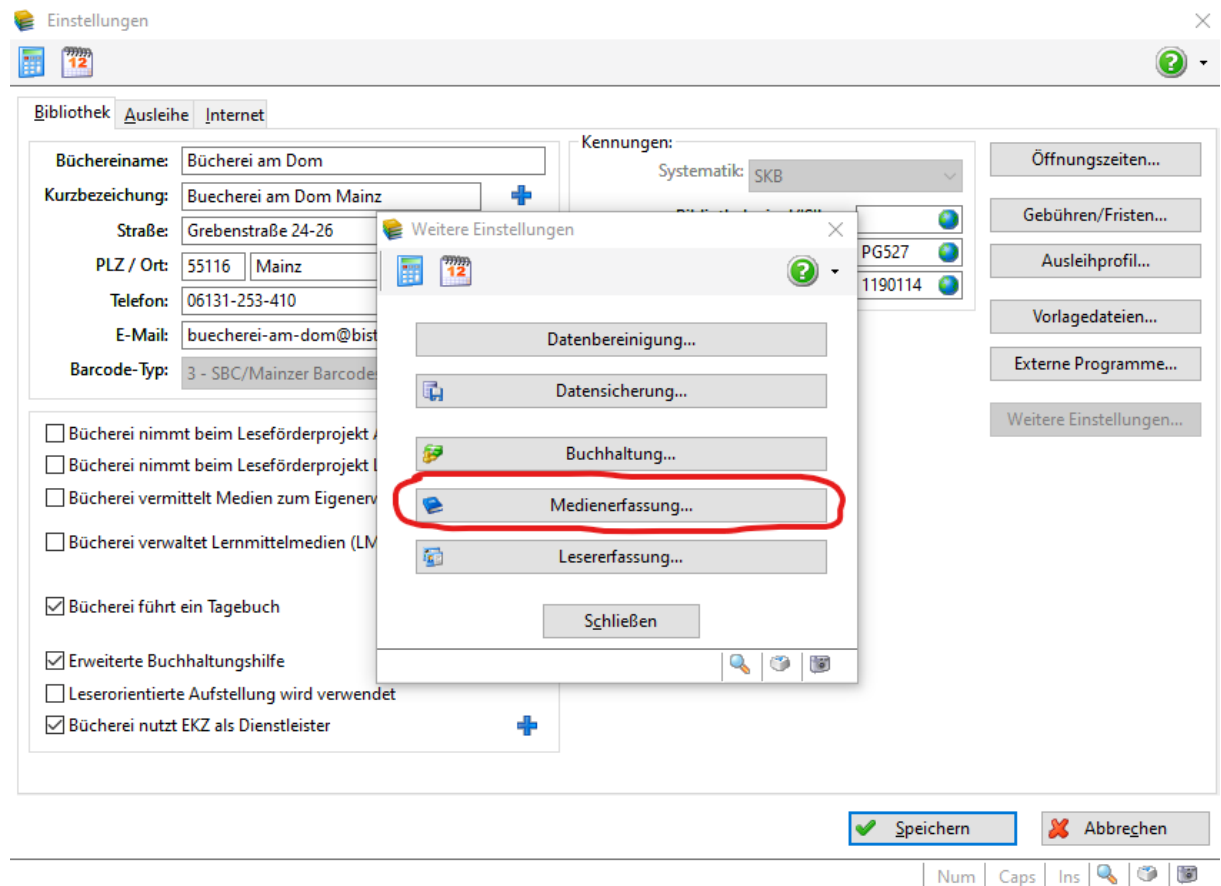 Einstellungen
12
Bibliothek Ausleihe Internet
Büchereiname: Bücherei am Dom
Kurzbezeichung: Buecherei am Dom Mainz
Straße: Grebenstraße 24-26
PLZ / Ort: 55116 Mainz
Telefon: 06131-253-410
E-Mail: buecherei-am-dom@bist
Barcode-Typ: 3 - SBC/Mainzer Barcodes
Kennungen:
Systematik: SKB
PG527
1190114
Öffnungszeiten...
Gebühren/Fristen...
Ausleihprofil...
Vorlagedateien...
Externe Programme...
Weitere Einstellungen...
Bücherei nimmt beim Leseförderprojekt
Bücherei nimmt beim Leseförderprojekt
Bücherei vermittelt Medien zum Eigenerw
Bücherei verwaltet Lernmittelmedien (LM
Bücherei führt ein Tagebuch
Erweiterte Buchhaltungshilfe
Leserorientierte Aufstellung wird verwendet
Bücherei nutzt EKZ als Dienstleister
Weitere Einstellungen
12
Datenbereinigung...
Datensicherung...
Buchhaltung...
Medienerfassung...
Lesererfassung...
Schließen
Speichern Abbrechen
Num Caps Ins